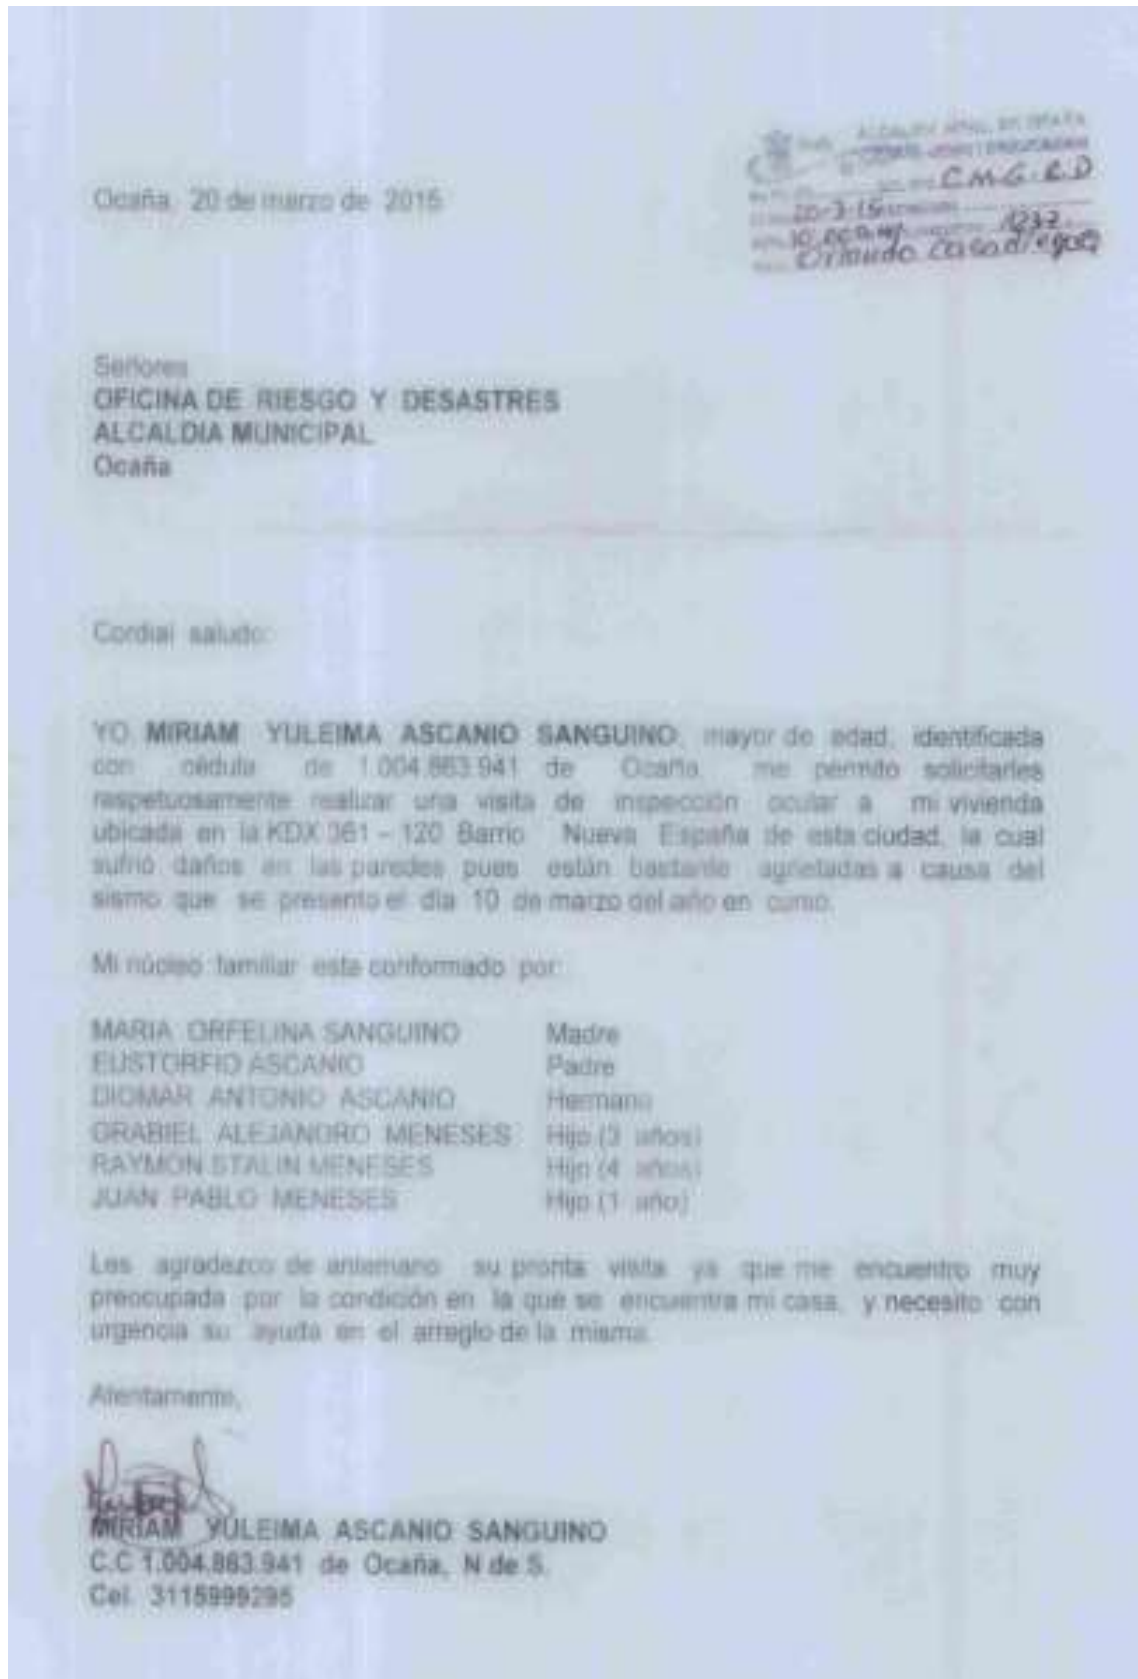 ALCALDIA MPAL. DE OCAÑA
C.M.G.R.D
20-3-15
1232
Ocaña, 20 de marzo de 2015
Señores
OFICINA DE RIESGO Y DESASTRES
ALCALDIA MUNICIPAL
Ocaña
Cordial saludo:
YO MIRIAM YULEIMA ASCANIO SANGUINO, mayor de edad, identificada
con cédula de 1.004.863.941 de Ocaña, me permito solicitarles
respetuosamente realizar una visita de inspección ocular a mi vivienda
ubicada en la KDX 361 – 120 Barrio Nueva España de esta ciudad, la cual
sufrió daños en las paredes pues están bastante agrietadas a causa del
sismo que se presento el día 10 de marzo del año en curso.
Mi núcleo familiar esta conformado por:
MARIA ORFELINA SANGUINO Madre
EUSTORFIO ASCANIO Padre
DIOMAR ANTONIO ASCANIO Hermano
GRABIEL ALEJANDRO MENESES Hijo (3 años)
RAYMON STALIN MENESES Hijo (4 años)
JUAN PABLO MENESES Hijo (1 año)
Les agradezco de antemano su pronta visita ya que me encuentro muy
preocupada por la condición en la que se encuentra mi casa, y necesito con
urgencia su ayuda en el arreglo de la misma.
Atentamente,
MIRIAM YULEIMA ASCANIO SANGUINO
C.C 1.004.863.941 de Ocaña, N de S.
Cel. 3115999295